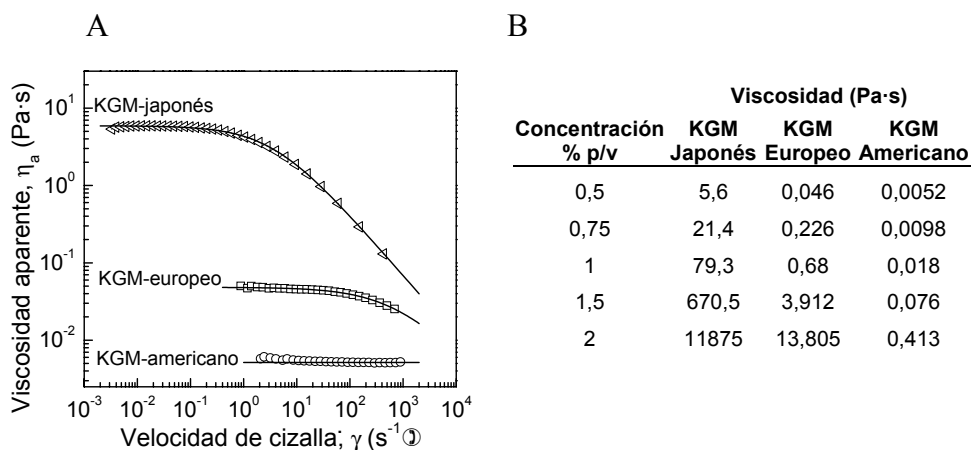 A
B
Viscosidad aparente, ηa (Pa·s)
10^1
10^0
10^-1
10^-2
KGM-japonés
KGM-europeo
KGM-americano
10^-3 10^-2 10^-1 10^0 10^1 10^2 10^3 10^4
Velocidad de cizalla; γ (s^-1)
Viscosidad (Pa·s)
Concentración KGM KGM KGM
% p/v Japonés Europeo Americano
0,5 5,6 0,046 0,0052
0,75 21,4 0,226 0,0098
1 79,3 0,68 0,018
1,5 670,5 3,912 0,076
2 11875 13,805 0,413